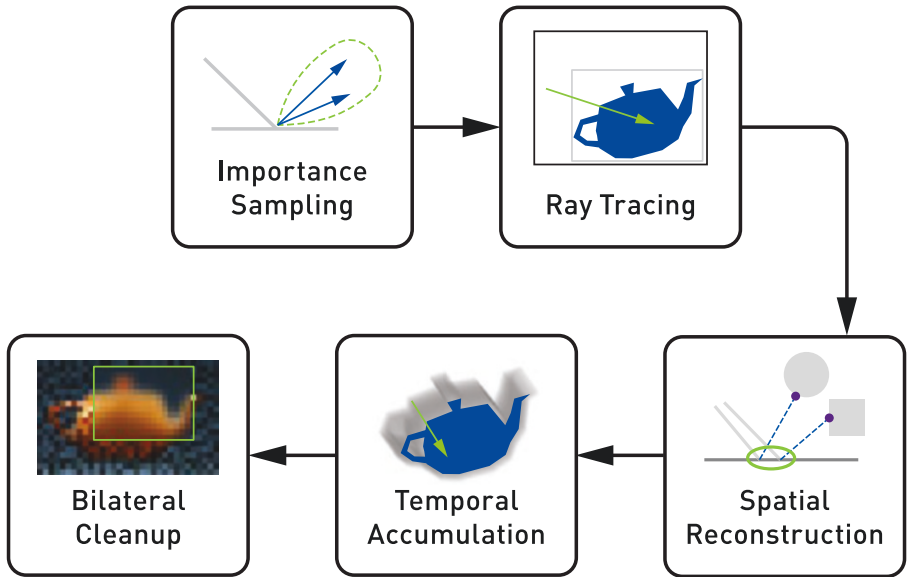 Importance
Sampling
Ray Tracing
Spatial
Reconstruction
Temporal
Accumulation
Bilateral
Cleanup